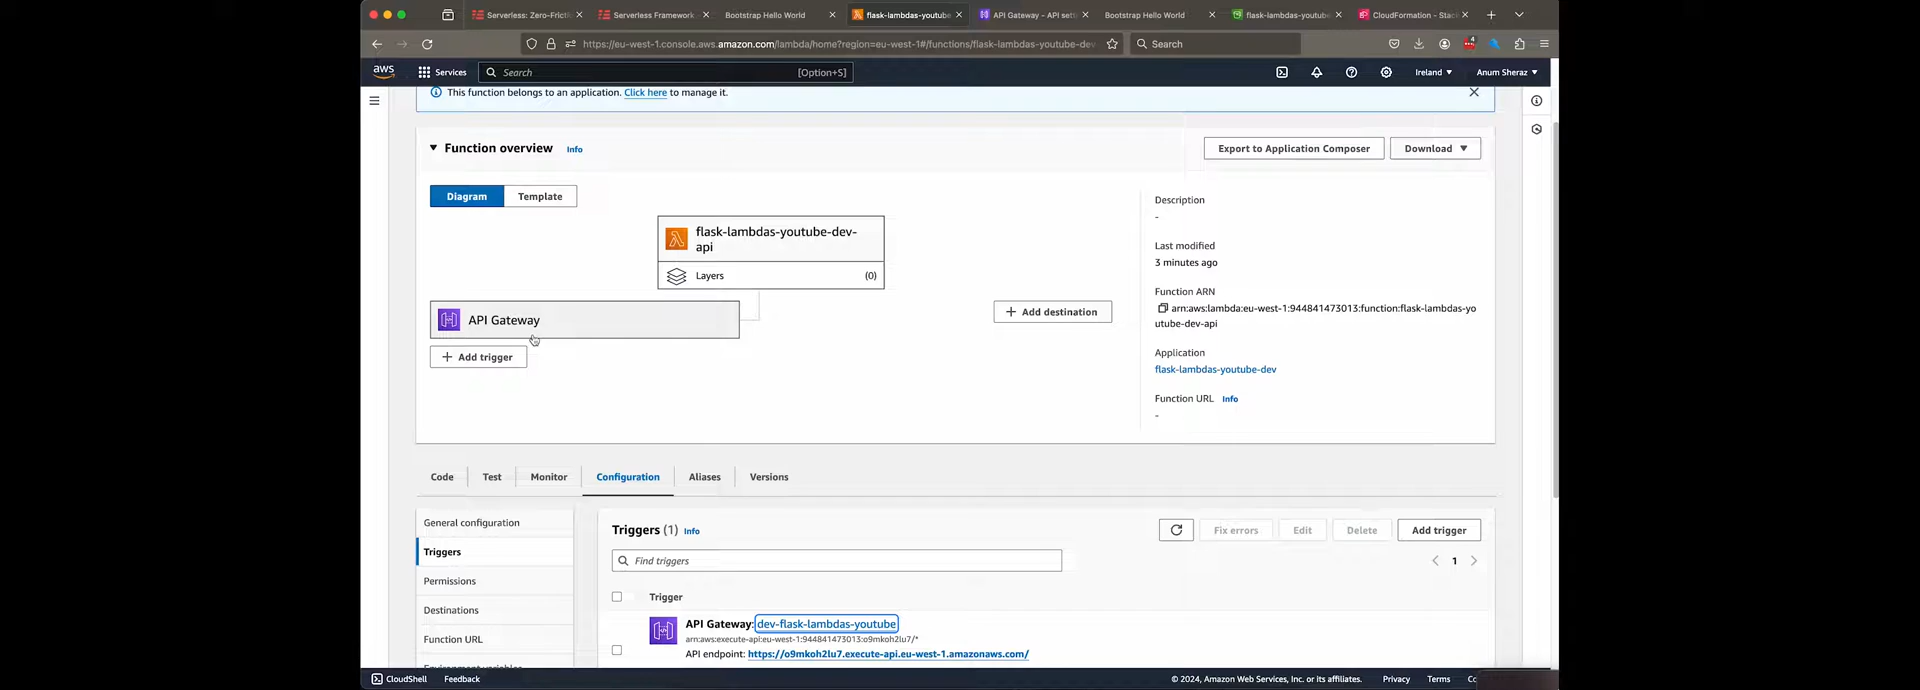 Serverless: Zero-Fricti
Serverless Framework
Bootstrap Hello World
flask-lambdas-youtube
API Gateway - API sett
Bootstrap Hello World
flask-lambdas-youtube
CloudFormation - Stac
https://eu-west-1.console.aws.amazon.com/lambda/home?region=eu-west-1#/functions/flask-lambdas-youtube-dev
Search
4
aws
Services
Search
[Option+S]
Ireland
Anum Sheraz
This function belongs to an application. Click here to manage it.
Function overview
Info
Export to Application Composer
Download
Diagram
Template
flask-lambdas-youtube-dev-
api
Layers
(0)
API Gateway
+ Add trigger
+ Add destination
Description
-
Last modified
3 minutes ago
Function ARN
arn:aws:lambda:eu-west-1:944841473013:function:flask-lambdas-yo
utube-dev-api
Application
flask-lambdas-youtube-dev
Function URL Info
-
Code
Test
Monitor
Configuration
Aliases
Versions
General configuration
Triggers
Permissions
Destinations
Function URL
Environment variables
Triggers (1) Info
Fix errors
Edit
Delete
Add trigger
Find triggers
1
Trigger
API Gateway: dev-flask-lambdas-youtube
arn:aws:execute-api:eu-west-1:944841473013:o9mkoh2lu7/*
API endpoint: https://o9mkoh2lu7.execute-api.eu-west-1.amazonaws.com/
CloudShell
Feedback
© 2024, Amazon Web Services, Inc. or its affiliates.
Privacy
Terms